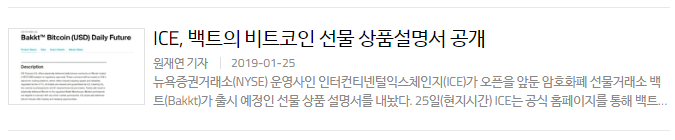 Bakkt™ Bitcoin (USD) Daily Future
Description
ICE, 백트의 비트코인 선물 상품설명서 공개
원재연 기자 | 2019-01-25
뉴욕증권거래소(NYSE) 운영사인 인터컨티넨털익스체인지(ICE)가 오픈을 앞둔 암호화폐 선물거래소 백
트(Bakkt)가 출시 예정인 선물 상품 설명서를 내놨다. 25일(현지시간) ICE는 공식 홈페이지를 통해 백트...